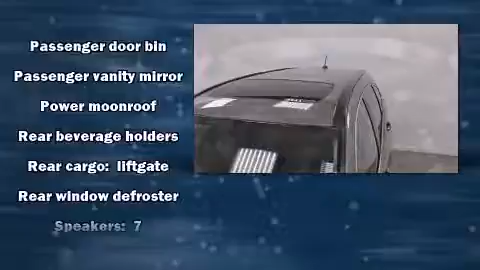 Passenger door bin
Passenger vanity mirror
Power moonroof
Rear beverage holders
Rear cargo: liftgate
Rear window defroster
Speakers: 7